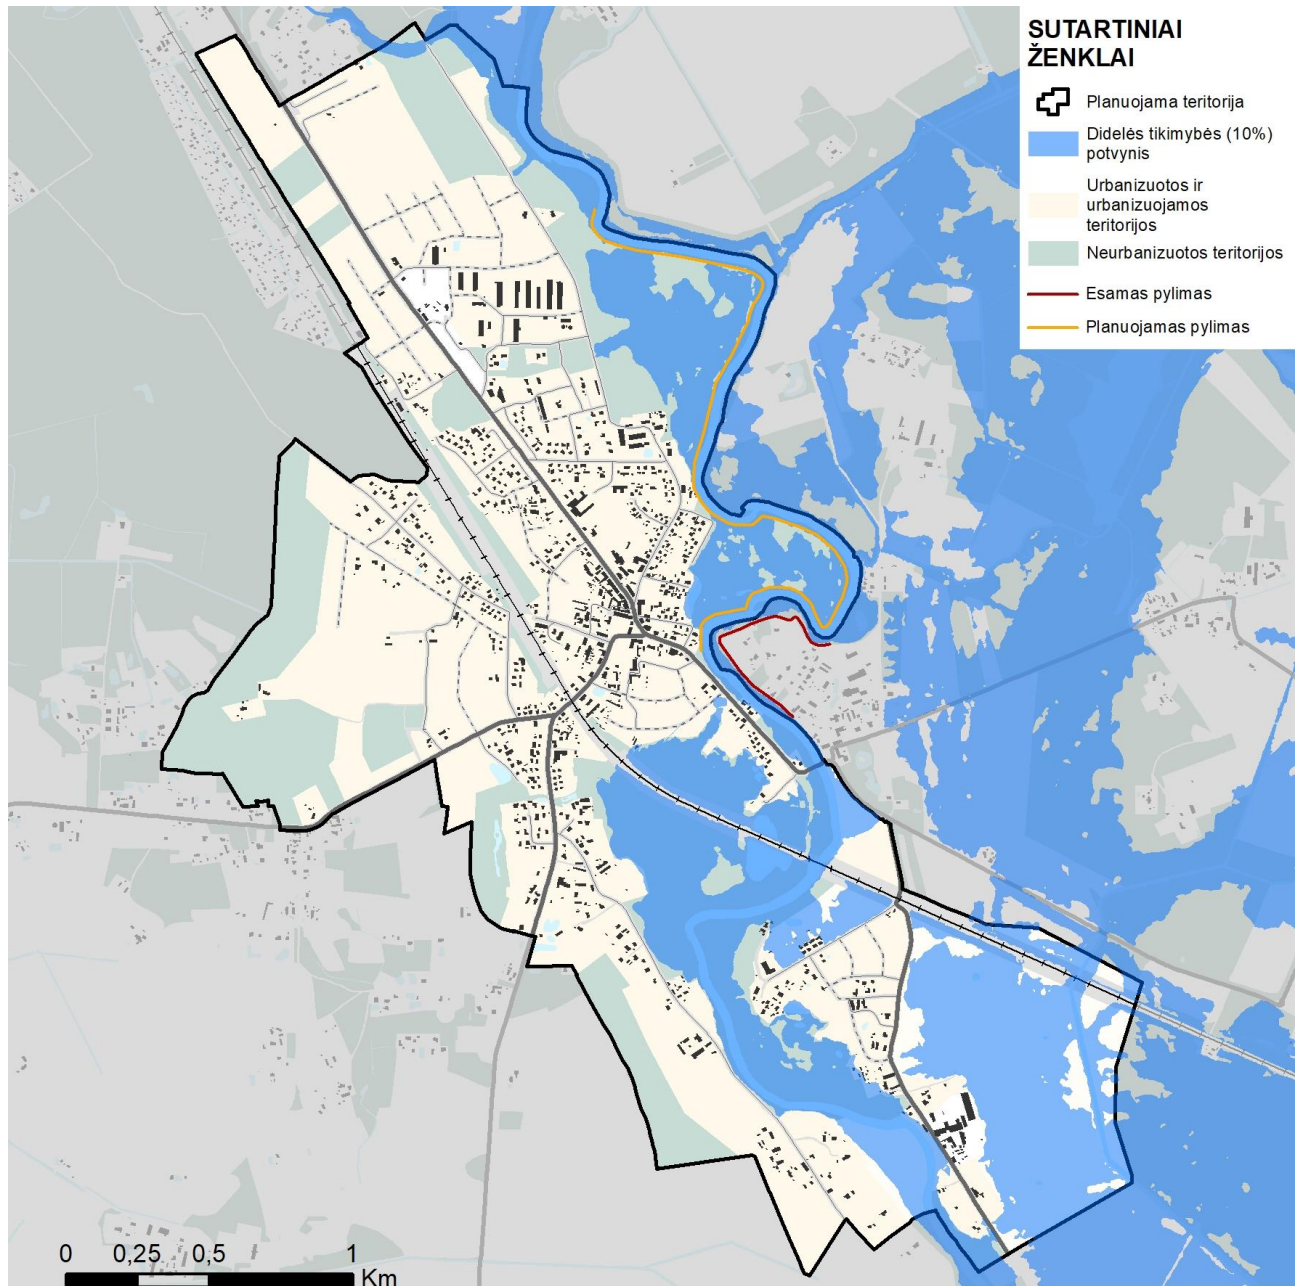 SUTARTINIAI
ŽENKLAI
Planuojama teritorija
Didelės tikimybės (10%)
potvynis
Urbanizuotos ir
urbanizuojamos
teritorijos
Neurbanizuotos teritorijos
Esamas pylimas
Planuojamas pylimas
0 0,25 0,5 1
Km